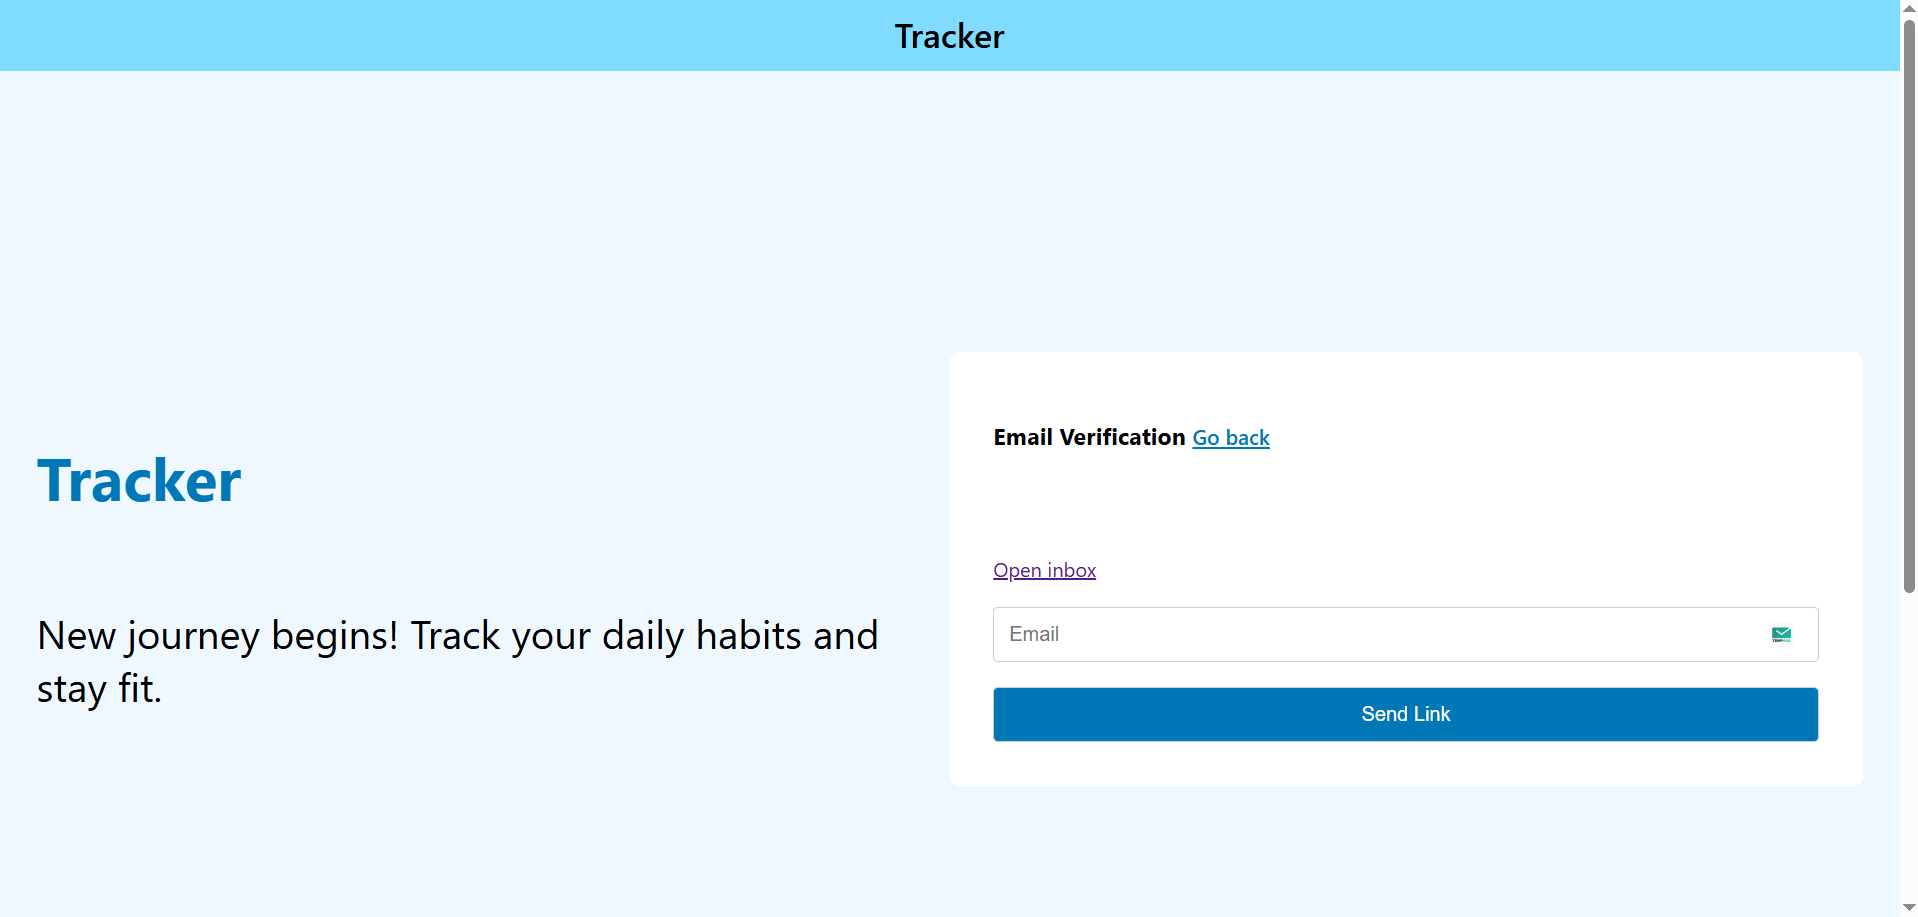 Tracker
Tracker
New journey begins! Track your daily habits and
stay fit.
Email Verification Go back
Open inbox
Email
Send Link